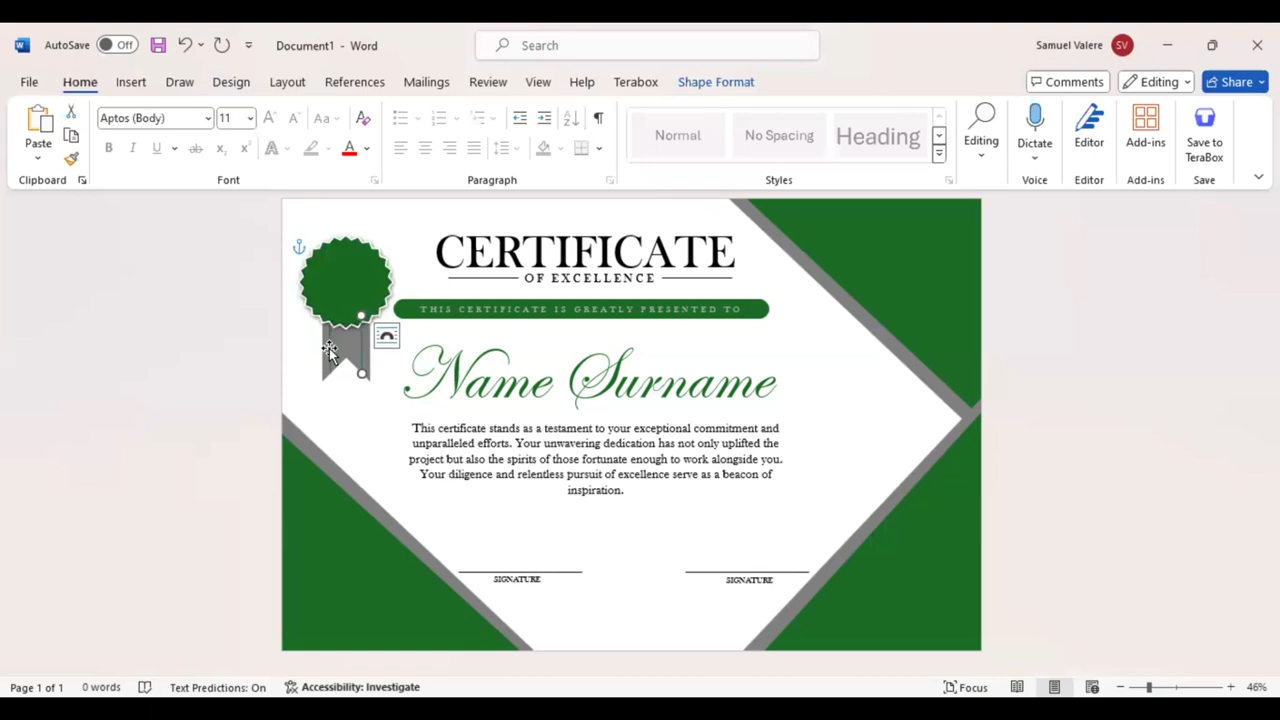 AutoSave Off Document1 - Word Search Samuel Valere SV
File Home Insert Draw Design Layout References Mailings Review View Help Terabox Shape Format Comments Editing Share
Paste Aptos (Body) 11 Normal No Spacing Heading Editing Dictate Editor Add-ins Save to TeraBox
Clipboard Font Paragraph Styles Voice Editor Add-ins Save
CERTIFICATE
OF EXCELLENCE
THIS CERTIFICATE IS GREATLY PRESENTED TO
Name Surname
This certificate stands as a testament to your exceptional commitment and
unparalleled efforts. Your unwavering dedication has not only uplifted the
project but also the spirits of those fortunate enough to work alongside you.
Your diligence and relentless pursuit of excellence serve as a beacon of
inspiration.
SIGNATURE SIGNATURE
Page 1 of 1 0 words Text Predictions: On Accessibility: Investigate Focus 46%